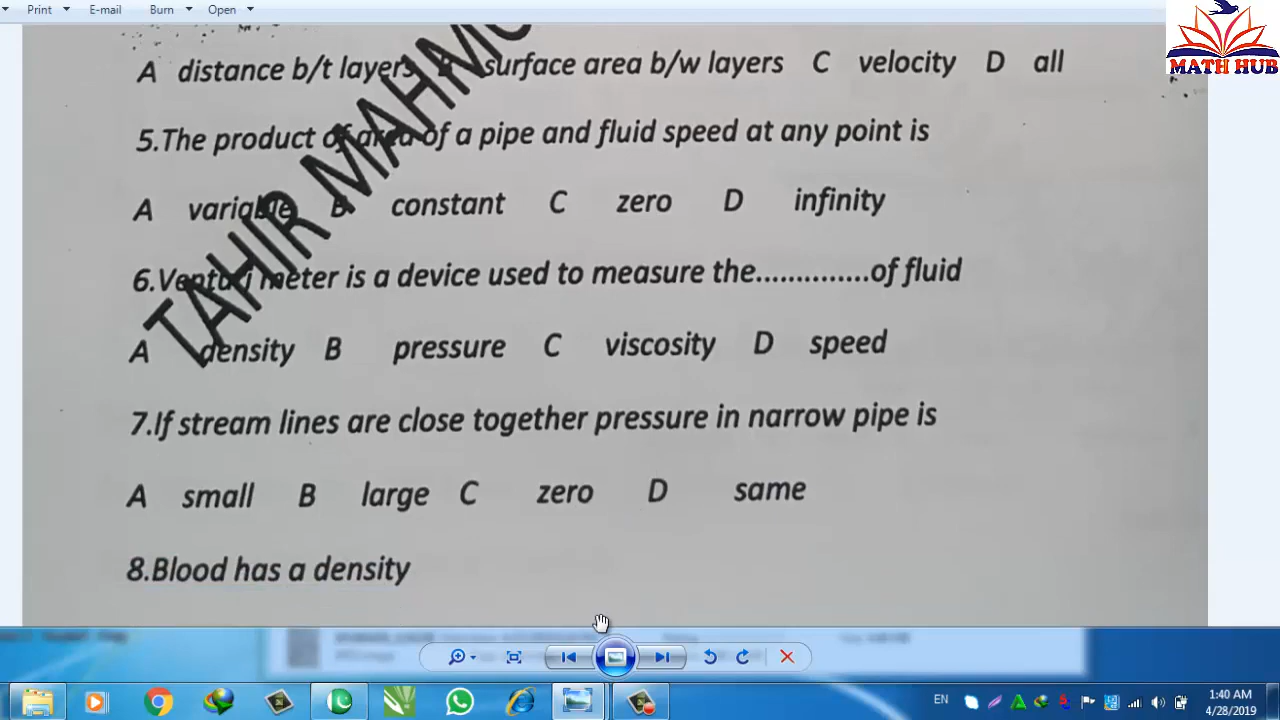 Print E-mail Burn Open
MATH HUB
A distance b/t layers surface area b/w layers C velocity D all
5.The product of area of a pipe and fluid speed at any point is
A variable B constant C zero D infinity
6.Venturi meter is a device used to measure the..............of fluid
A density B pressure C viscosity D speed
7.If stream lines are close together pressure in narrow pipe is
A small B large C zero D same
8.Blood has a density
TAHIR
EN 1:40 AM
4/28/2019